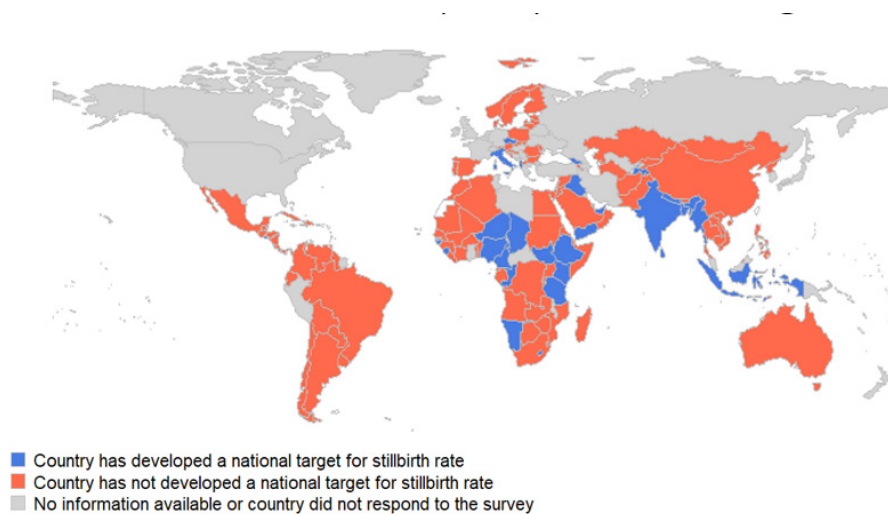 Country has developed a national target for stillbirth rate
Country has not developed a national target for stillbirth rate
No information available or country did not respond to the survey